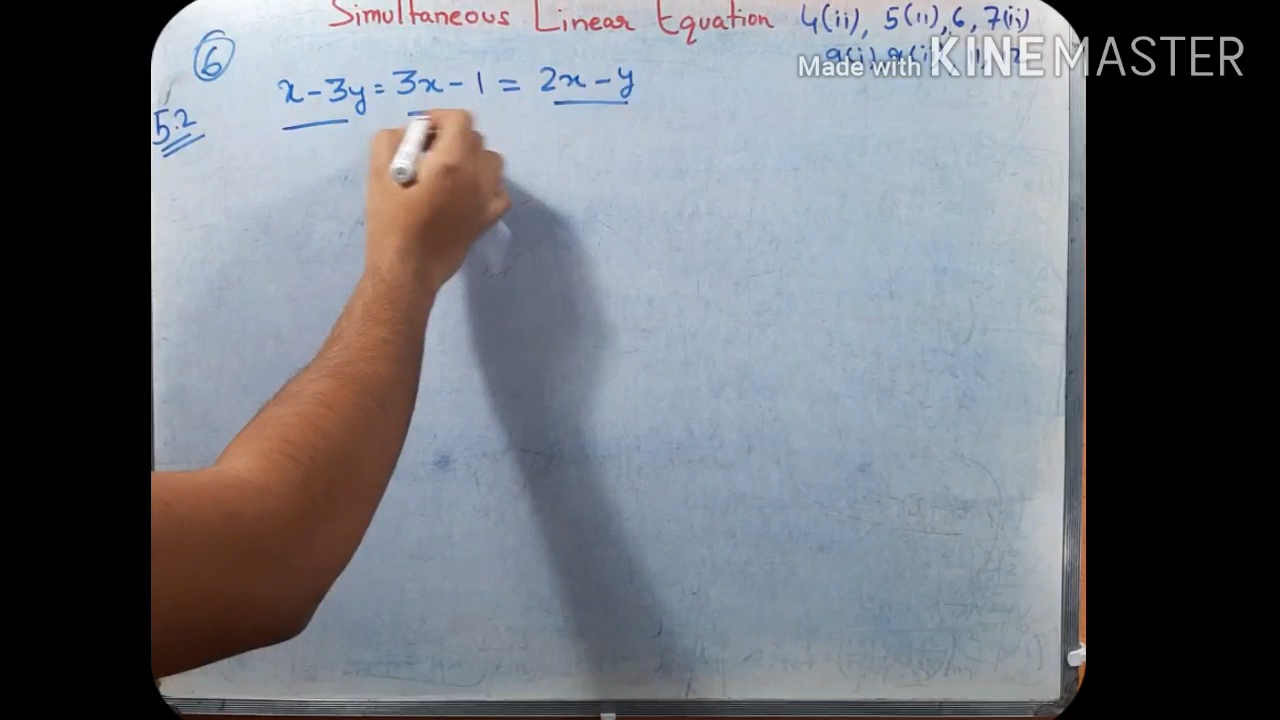 Simultaneous Linear Equation 4(ii), 5(ii), 6, 7(ii)
Made with KINEMASTER
6 x - 3y = 3x - 1 = 2x - y
5.2